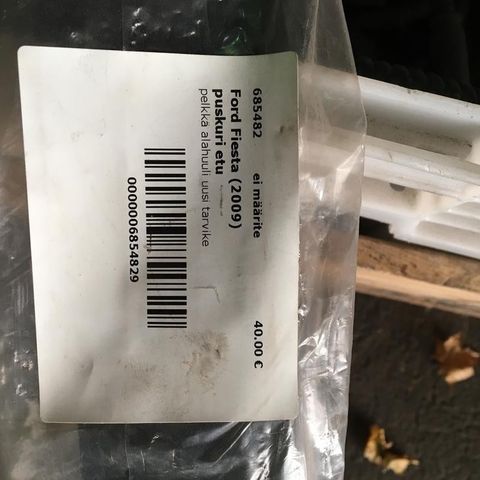 685482 ei määrite 40.00 €
Ford Fiesta (2009)
puskuri etu
pelkkä alahuuli uusi tarvike
0000006854829